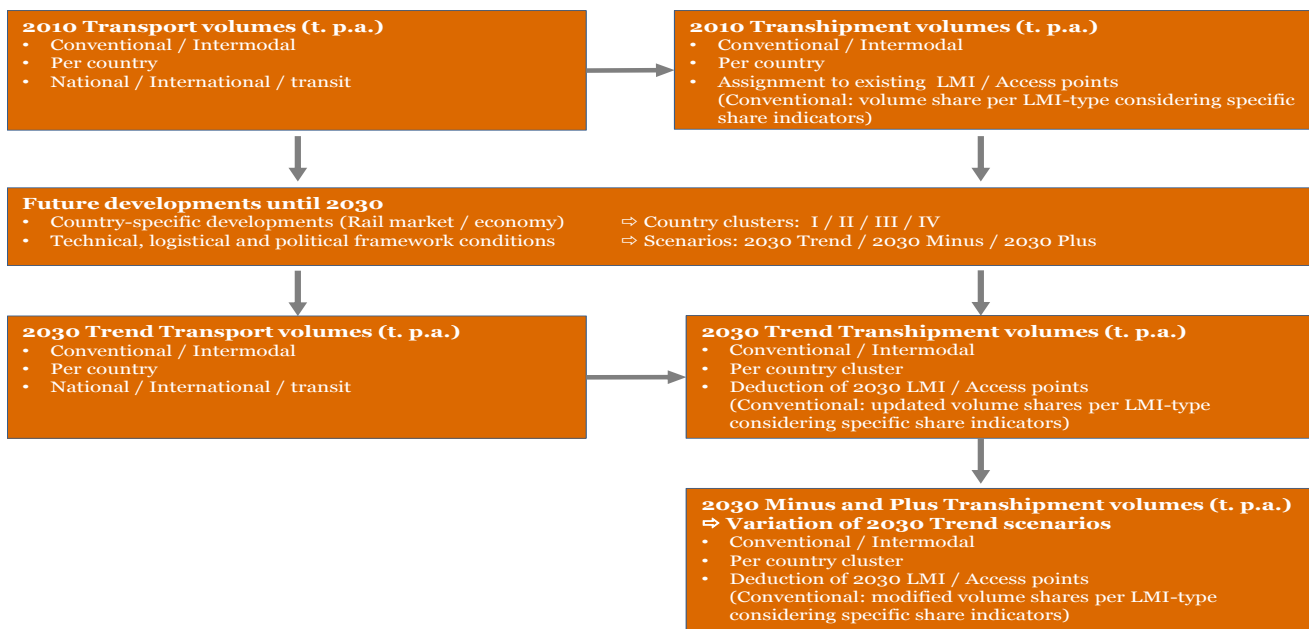 2010 Transport volumes (t. p.a.)
• Conventional / Intermodal
• Per country
• National / International / transit
2010 Transhipment volumes (t. p.a.)
• Conventional / Intermodal
• Per country
• Assignment to existing LMI / Access points
(Conventional: volume share per LMI-type considering specific
share indicators)
Future developments until 2030
• Country-specific developments (Rail market / economy) ⇨ Country clusters: I / II / III / IV
• Technical, logistical and political framework conditions ⇨ Scenarios: 2030 Trend / 2030 Minus / 2030 Plus
2030 Trend Transport volumes (t. p.a.)
• Conventional / Intermodal
• Per country
• National / International / transit
2030 Trend Transhipment volumes (t. p.a.)
• Conventional / Intermodal
• Per country cluster
• Deduction of 2030 LMI / Access points
(Conventional: updated volume shares per LMI-type
considering specific share indicators)
2030 Minus and Plus Transhipment volumes (t. p.a.)
⇨ Variation of 2030 Trend scenarios
• Conventional / Intermodal
• Per country cluster
• Deduction of 2030 LMI / Access points
(Conventional: modified volume shares per LMI-type
considering specific share indicators)